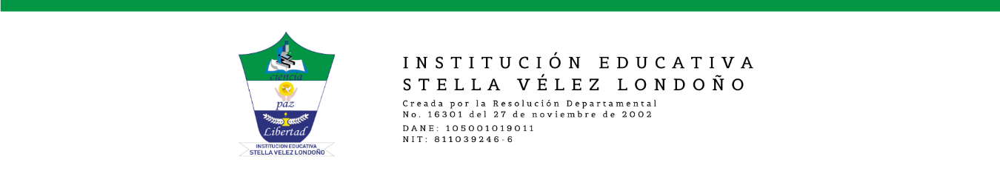 ciencia
paz
Libertad
INSTITUCION EDUCATIVA
STELLA VELEZ LONDOÑO
INSTITUCIÓN EDUCATIVA
STELLA VÉLEZ LONDOÑO
Creada por la Resolución Departamental
No. 16301 del 27 de noviembre de 2002
DANE: 105001019011
NIT: 811039246-6